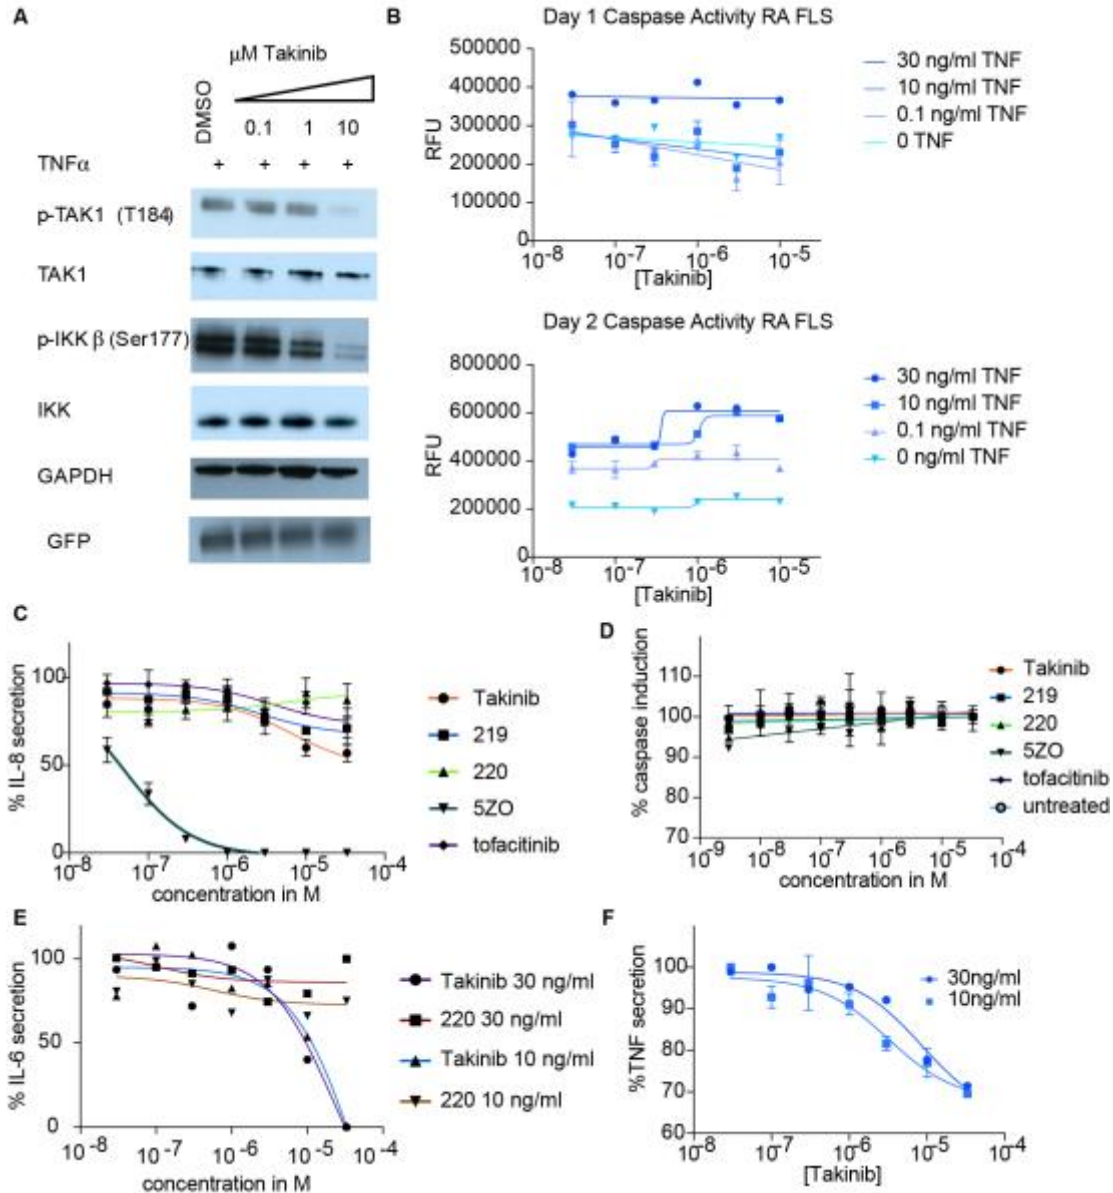 A
µM Takinib
DMSO
0.1 1 10
TNFα + + + +
p-TAK1 (T184)
TAK1
p-IKK β (Ser177)
IKK
GAPDH
GFP
B
Day 1 Caspase Activity RA FLS
500000
400000
300000
200000
100000
0
RFU
10-8 10-7 10-6 10-5
[Takinib]
30 ng/ml TNF
10 ng/ml TNF
0.1 ng/ml TNF
0 TNF
Day 2 Caspase Activity RA FLS
800000
600000
400000
200000
0
RFU
10-8 10-7 10-6 10-5
[Takinib]
30 ng/ml TNF
10 ng/ml TNF
0.1 ng/ml TNF
0 ng/ml TNF
C
% IL-8 secretion
100
50
0
10-8 10-7 10-6 10-5 10-4
concentration in M
Takinib
219
220
5ZO
tofacitinib
D
% caspase induction
110
100
90
80
70
10-9 10-8 10-7 10-6 10-5 10-4
concentration in M
Takinib
219
220
5ZO
tofacitinib
untreated
E
% IL-6 secretion
100
50
0
10-8 10-7 10-6 10-5 10-4
concentration in M
Takinib 30 ng/ml
220 30 ng/ml
Takinib 10 ng/ml
220 10 ng/ml
F
%TNF secretion
100
90
80
70
60
10-8 10-7 10-6 10-5 10-4
[Takinib]
30ng/ml
10ng/ml